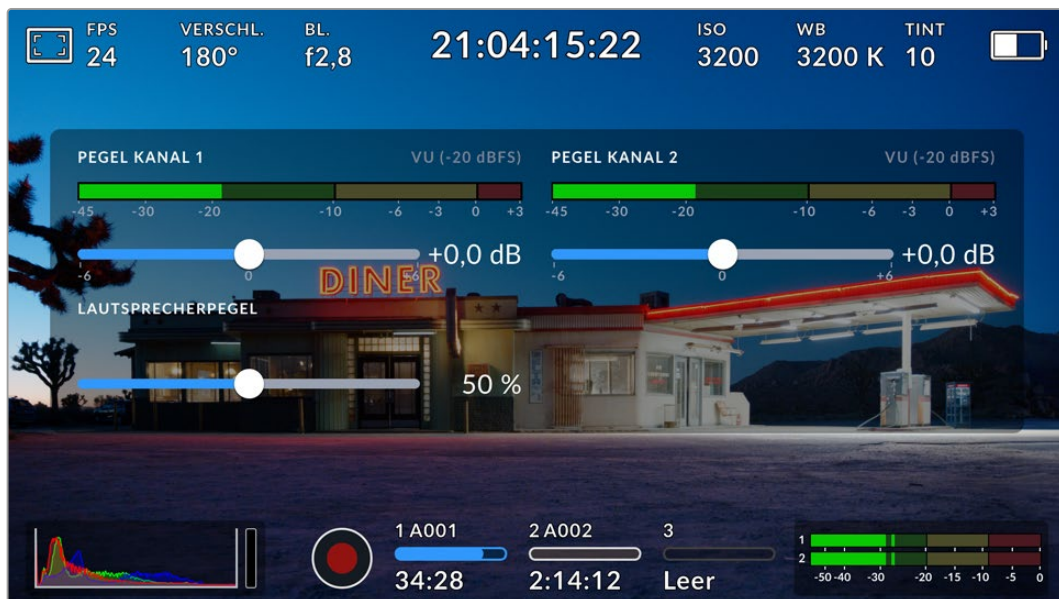 FPS VERSCHL. BL. 21:04:15:22 ISO WB TINT
24 180° f2,8 3200 3200 K 10
PEGEL KANAL 1 VU (-20 dBFS) PEGEL KANAL 2 VU (-20 dBFS)
-45 -30 -20 -10 -6 -3 0 +3 -45 -30 -20 -10 -6 -3 0 +3
+0,0 dB +0,0 dB
-6 0 +6 -6 0 +6
DINER
LAUTSPRECHERPEGEL
50 %
1 A001 2 A002 3
34:28 2:14:12 Leer
1
2
-50 -40 -30 -20 -15 -10 -5 0